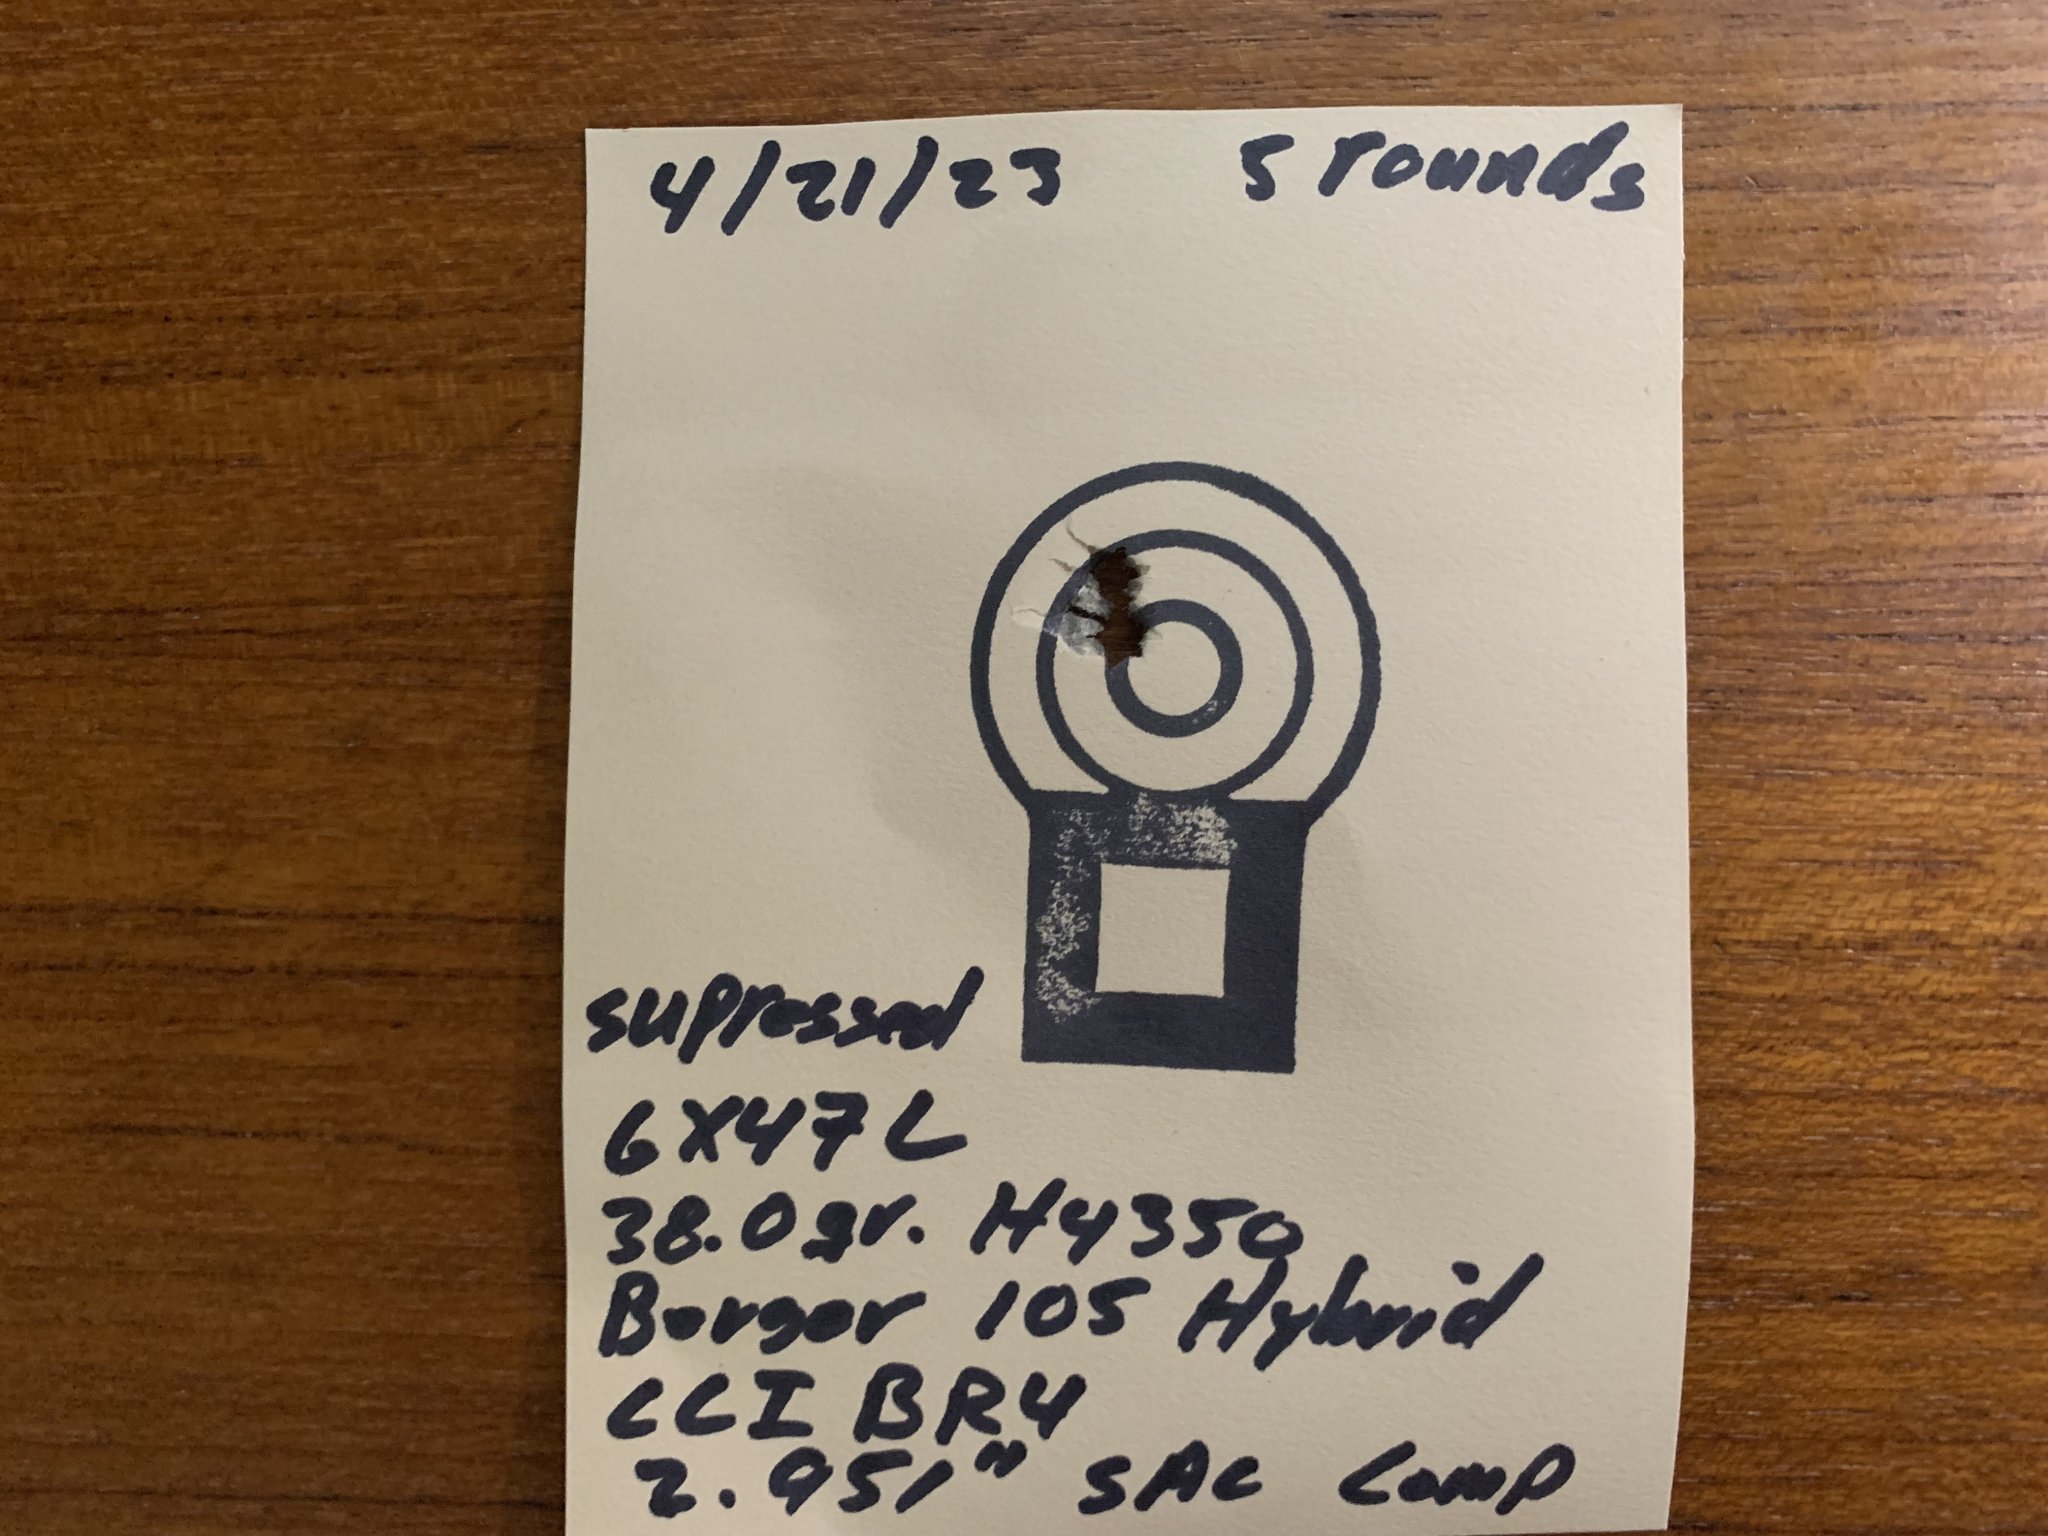 4/21/23 5 rounds
supressed
6X47L
38.0gr. H4350
Berger 105 Hybrid
CCI BR4
2.951" SAC Comp